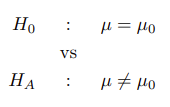 H₀ : μ = μ₀
vs
H_A : μ ≠ μ₀